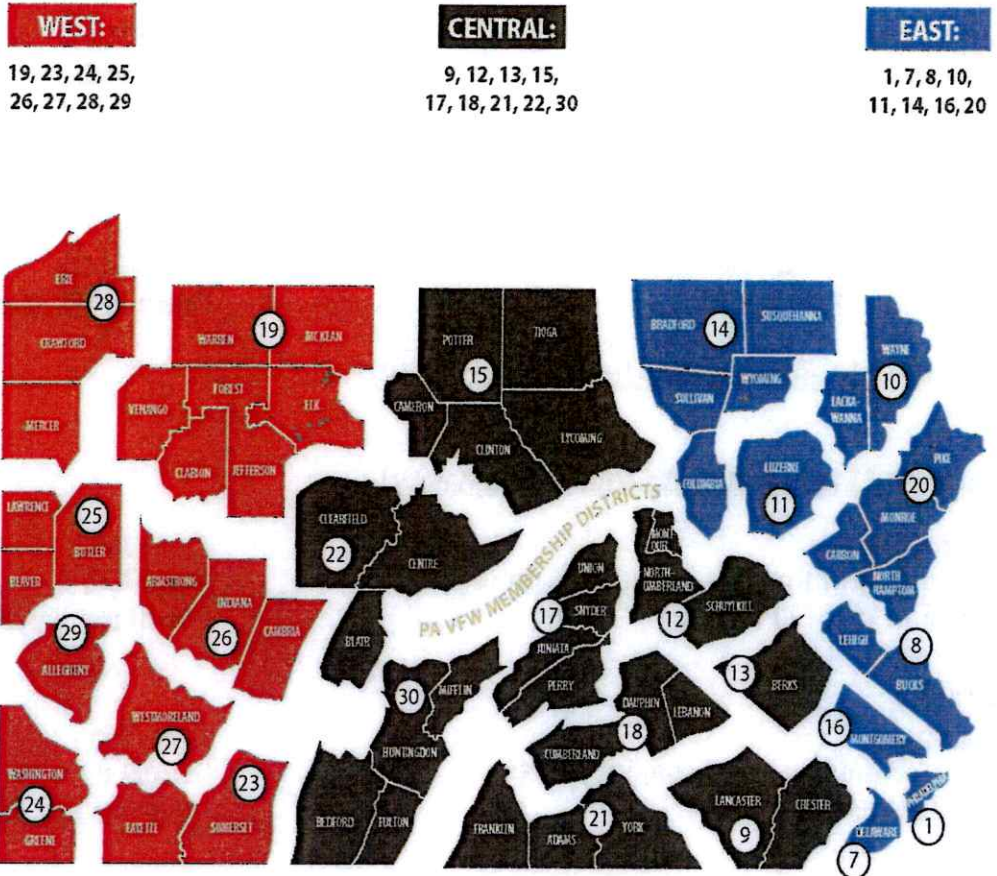 WEST:
19, 23, 24, 25,
26, 27, 28, 29
CENTRAL:
9, 12, 13, 15,
17, 18, 21, 22, 30
EAST:
1, 7, 8, 10,
11, 14, 16, 20
ERIE
28
CRAWFORD
MERCER
WARREN
19
MCKEAN
VENANGO
FOREST
ELK
CLARION
JEFFERSON
POTTER
TIOGA
15
CAMERON
CLINTON
LYCOMING
BRADFORD
14
SUSQUEHANNA
SULLIVAN
WYOMING
COLUMBIA
WAYNE
10
LACKA-
WANNA
LUZERNE
11
PIKE
20
MONROE
CARBON
NORTH
HAMPTON
LAWRENCE
25
BUTLER
BEAVER
ARMSTRONG
INDIANA
26
CAMBRIA
CLEARFIELD
22
CENTRE
BLAIR
PA VFW MEMBERSHIP DISTRICTS
UNION
17
SNYDER
JUNIATA
PERRY
MONT
OUR
NORTH-
UMBERLAND
12
SCHUYLKILL
13
BERKS
LEHIGH
8
BUCKS
29
ALLEGHENY
WESTMORELAND
27
30
MIFFLIN
HUNTINGDON
DAUPHIN
LEBANON
18
CUMBERLAND
16
MONTGOMERY
WASHINGTON
24
GREENE
FAYETTE
23
SOMERSET
BEDFORD
FULTON
FRANKLIN
ADAMS
21
YORK
LANCASTER
9
CHESTER
DELAWARE
7
PHILADELPHIA
1